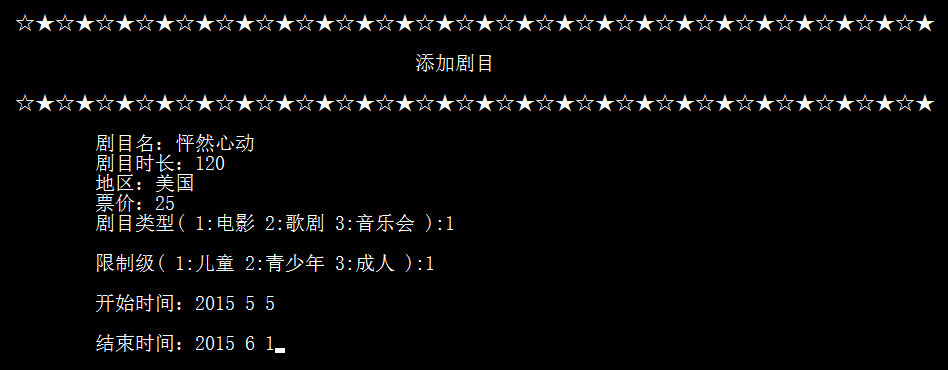 ☆★☆★☆★☆★☆★☆★☆★☆★☆★☆★☆★☆★☆★☆★☆★☆★☆★☆★☆★☆★☆★☆★☆★
添加剧目
☆★☆★☆★☆★☆★☆★☆★☆★☆★☆★☆★☆★☆★☆★☆★☆★☆★☆★☆★☆★☆★☆★☆★
剧目名：怦然心动
剧目时长：120
地区：美国
票价：25
剧目类型( 1:电影 2:歌剧 3:音乐会 ):1
限制级( 1:儿童 2:青少年 3:成人 ):1
开始时间：2015 5 5
结束时间：2015 6 1